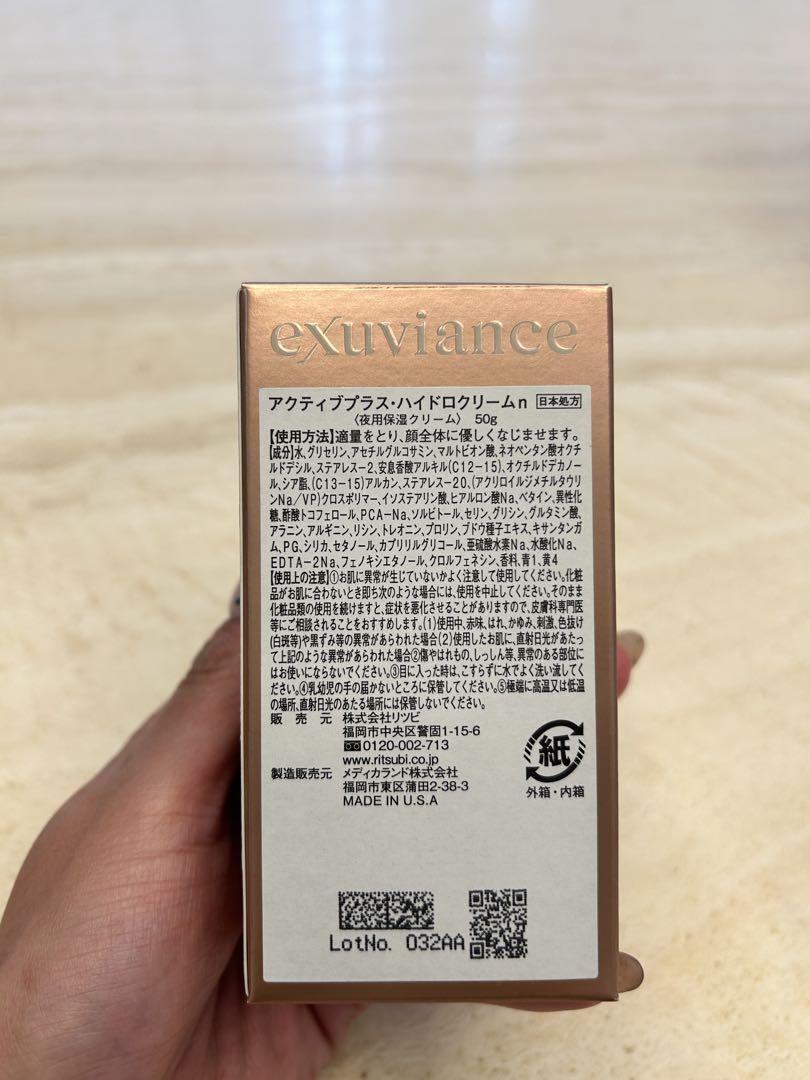 exuviance
アクティブプラス・ハイドロクリームn 日本処方
〈夜用保湿クリーム〉 50g
【使用方法】適量をとり、顔全体に優しくなじませます。
【成分】水、グリセリン、アセチルグルコサミン、マルトビオン酸、ネオペンタン酸オクチ
ルドデシル、ステアレス-2、安息香酸アルキル(C12-15)、オクチルドデカノー
ル、シア脂、(C13-15)アルカン、ステアレス-20、(アクリロイルジメチルタウリ
ンNa/VP)クロスポリマー、イソステアリン酸、ヒアルロン酸Na、ベタイン、異性化
糖、酢酸トコフェロール、PCA-Na、ソルビトール、セリン、グリシン、グルタミン酸、
アラニン、アルギニン、リシン、トレオニン、プロリン、ブドウ種子エキス、キサンタンガ
ム、PG、シリカ、セタノール、カプリリルグリコール、亜硫酸水素Na、水酸化Na、
EDTA-2Na、フェノキシエタノール、クロルフェネシン、香料、青1、黄4
【使用上の注意】①お肌に異常が生じていないかよく注意して使用してください。化粧
品がお肌に合わないとき即ち次のような場合には、使用を中止してください。そのまま
化粧品類の使用を続けますと、症状を悪化させることがありますので、皮膚科専門医
等にご相談されることをおすすめします。(1)使用中、赤味、はれ、かゆみ、刺激、色抜け
(白斑等)や黒ずみ等の異常があらわれた場合(2)使用したお肌に、直射日光があたっ
て上記のような異常があらわれた場合②傷やはれもの、しっしん等、異常のある部位に
はお使いにならないでください。③目に入った時は、こすらずに水でよく洗い流してく
ださい。④乳幼児の手の届かないところに保管してください。⑤極端に高温又は低温
の場所、直射日光のあたる場所には保管しないでください。
販売元 株式会社リツビ
福岡市中央区警固1-15-6
0120-002-713
www.ritsubi.co.jp
製造販売元 メディカランド株式会社
福岡市東区蒲田2-38-3
MADE IN U.S.A
紙
外箱・内箱
LotNo. 032AA